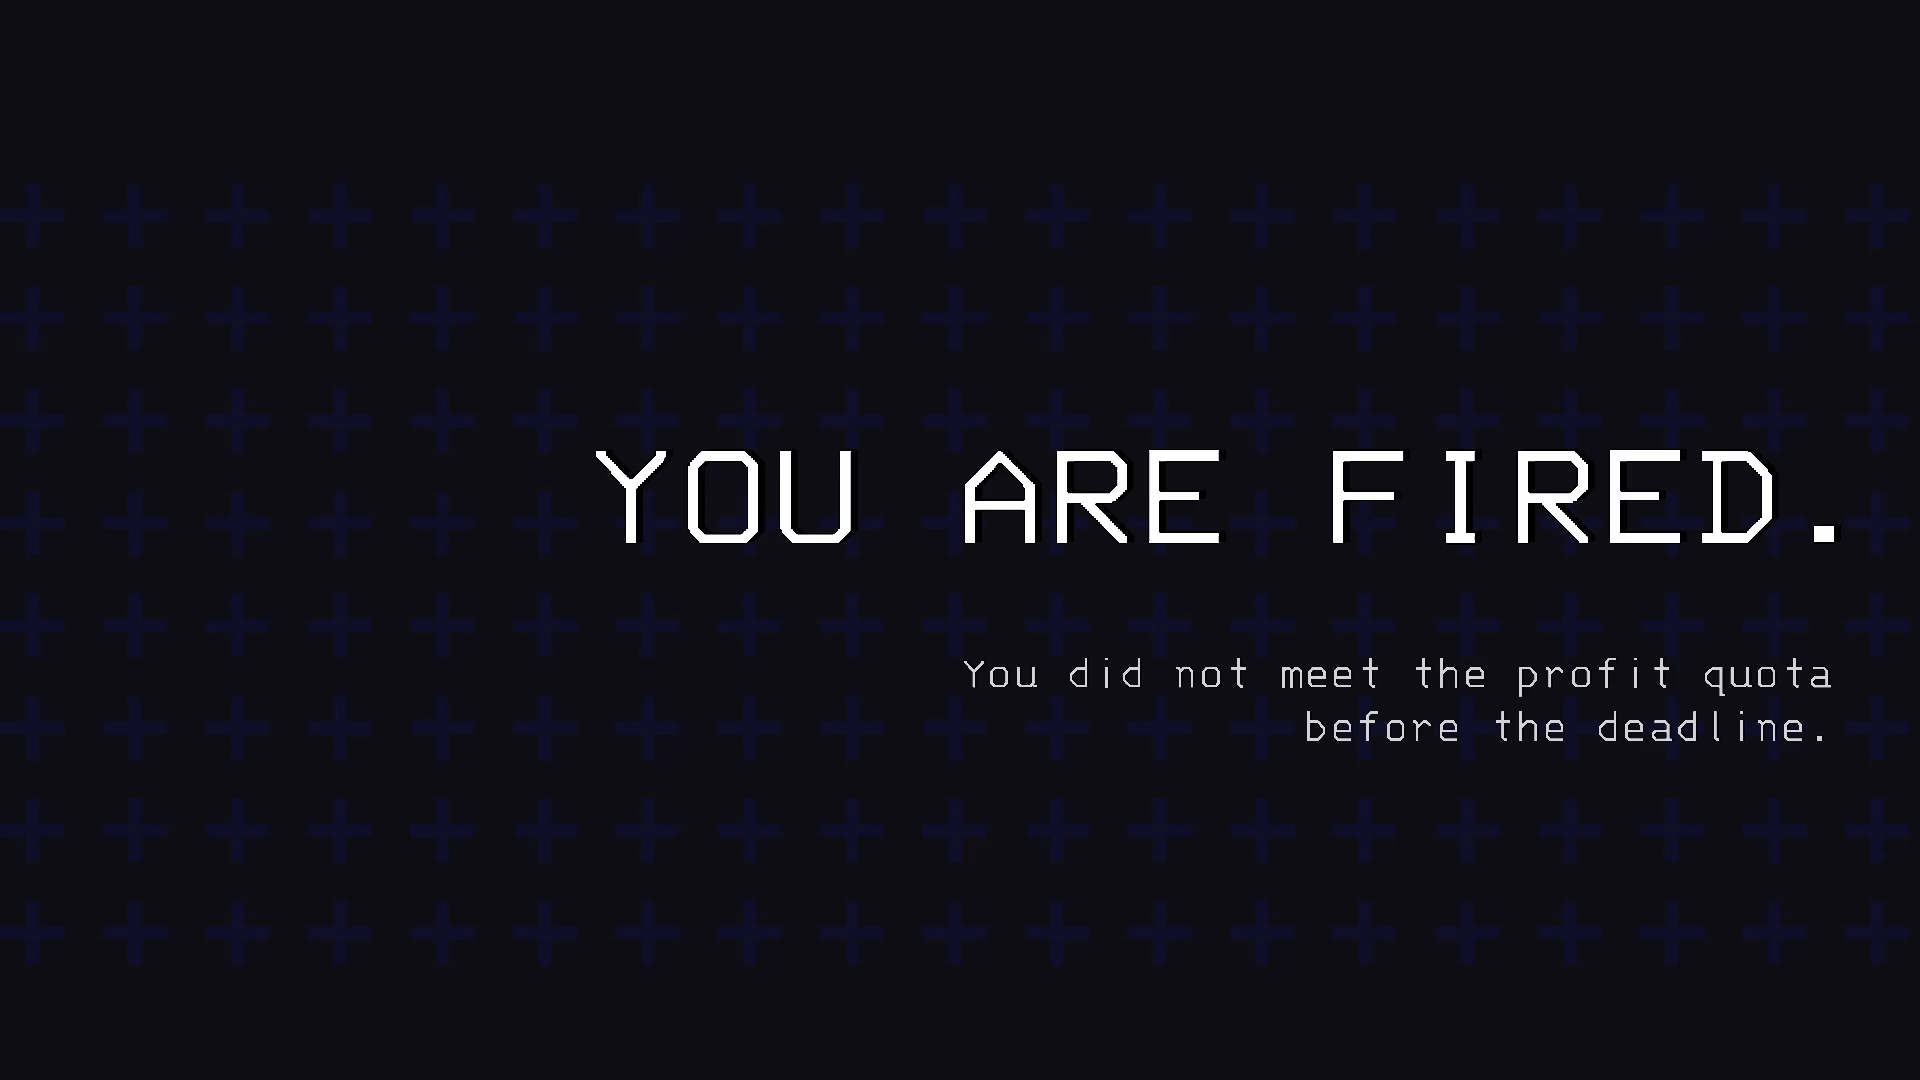 YOU ARE FIRED.
You did not meet the profit quota
before the deadline.